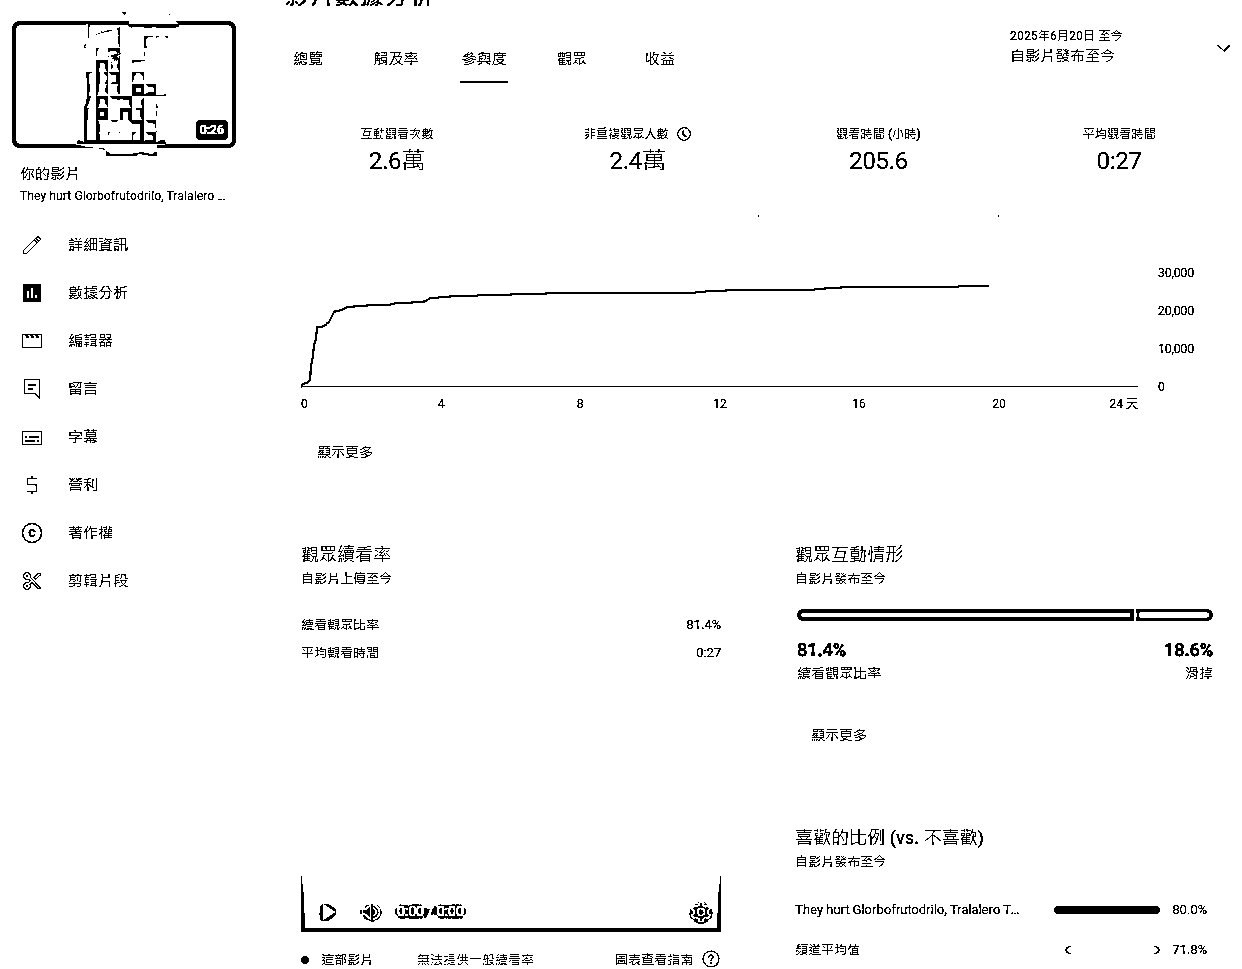 影片數據分析
總覽 觸及率 參與度 觀眾 收益
2025年6月20日 至今
自影片發布至今
0:26
你的影片
They hurt Glorbofrutodrilo, Tralalero ...
詳細資訊
數據分析
編輯器
留言
字幕
營利
著作權
剪輯片段
互動觀看次數
2.6萬
非重複觀眾人數
2.4萬
觀看時間 (小時)
205.6
平均觀看時間
0:27
30,000
20,000
10,000
0
0 4 8 12 16 20 24 天
顯示更多
觀眾續看率
自影片上傳至今
續看觀眾比率 81.4%
平均觀看時間 0:27
0:00 / 0:00
這部影片 無法提供一般續看率 圖表查看指南
觀眾互動情形
自影片發布至今
81.4% 18.6%
續看觀眾比率 滑掉
顯示更多
喜歡的比例 (vs. 不喜歡)
自影片發布至今
They hurt Glorbofrutodrilo, Tralalero T... 80.0%
頻道平均值 71.8%